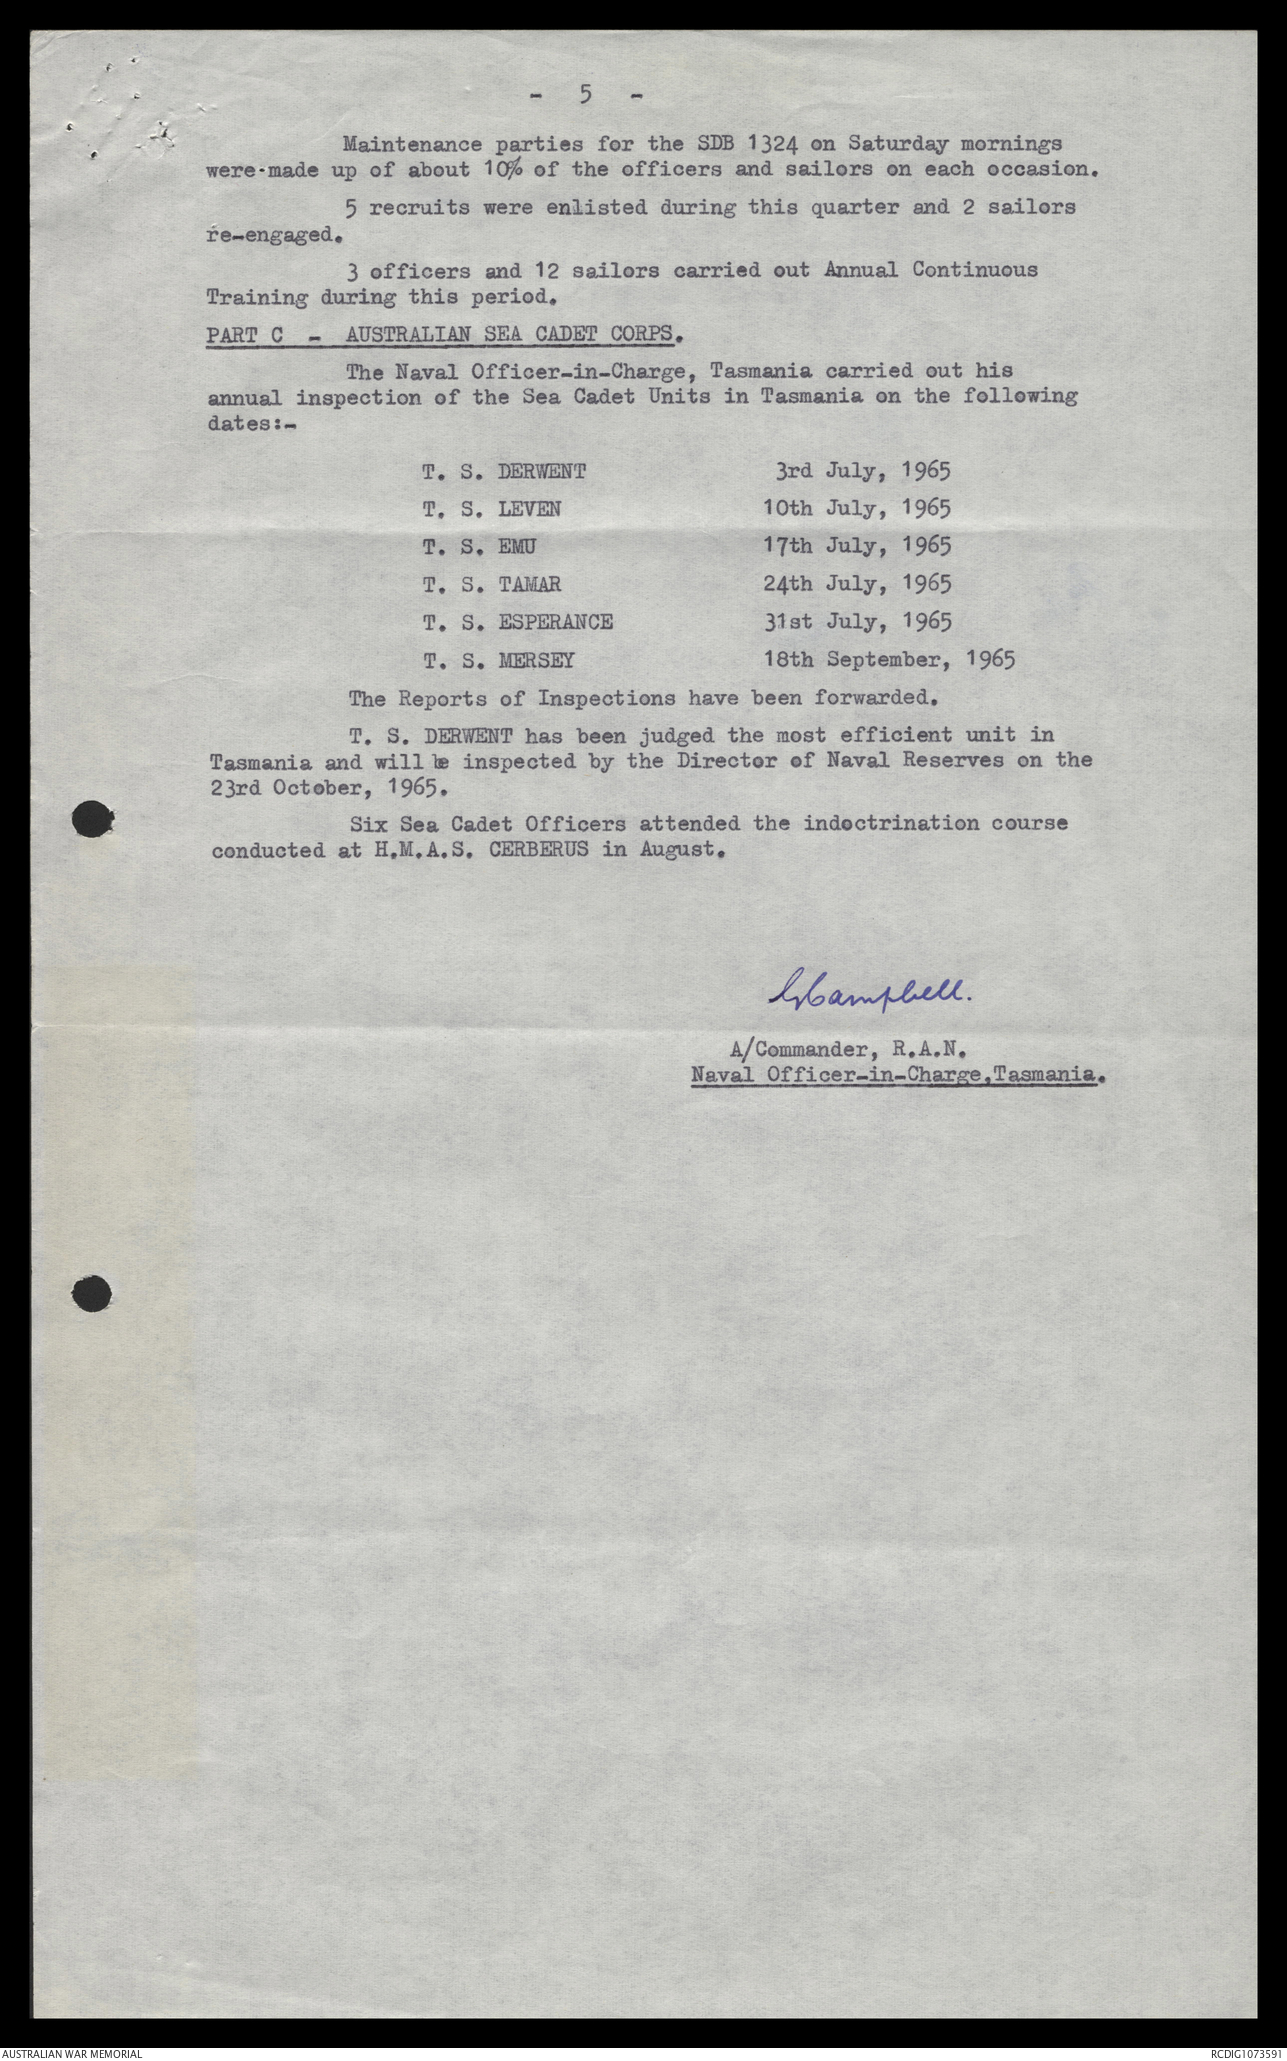 - 5 -
Maintenance parties for the SDB 1324 on Saturday mornings
were made up of about 10% of the officers and sailors on each occasion.
5 recruits were enlisted during this quarter and 2 sailors
re-engaged.
3 officers and 12 sailors carried out Annual Continuous
Training during this period.
PART C - AUSTRALIAN SEA CADET CORPS.
The Naval Officer-in-Charge, Tasmania carried out his
annual inspection of the Sea Cadet Units in Tasmania on the following
dates:-
T. S. DERWENT 3rd July, 1965
T. S. LEVEN 10th July, 1965
T. S. EMU 17th July, 1965
T. S. TAMAR 24th July, 1965
T. S. ESPERANCE 31st July, 1965
T. S. MERSEY 18th September, 1965
The Reports of Inspections have been forwarded.
T. S. DERWENT has been judged the most efficient unit in
Tasmania and will be inspected by the Director of Naval Reserves on the
23rd October, 1965.
Six Sea Cadet Officers attended the indoctrination course
conducted at H.M.A.S. CERBERUS in August.
Campbell.
A/Commander, R.A.N.
Naval Officer-in-Charge,Tasmania.
AUSTRALIAN WAR MEMORIAL
RCDIG1073591